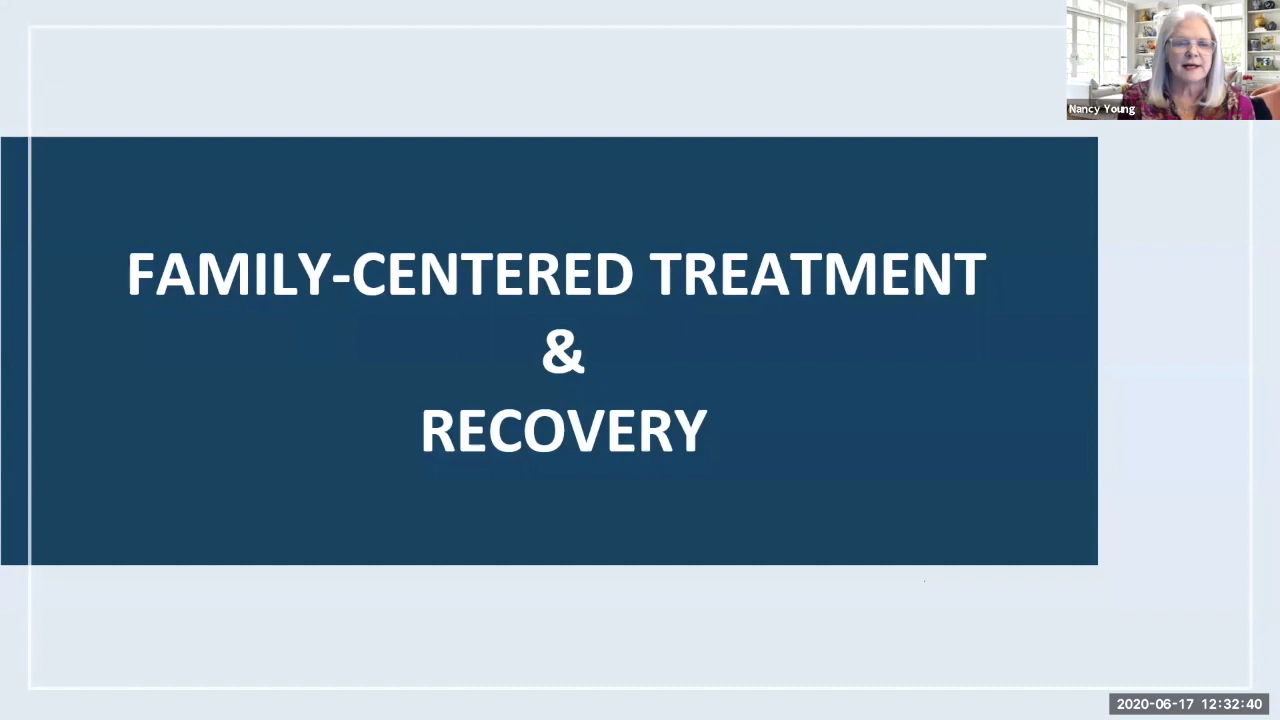 Nancy Young
FAMILY-CENTERED TREATMENT
&
RECOVERY
2020-06-17 12:32:40